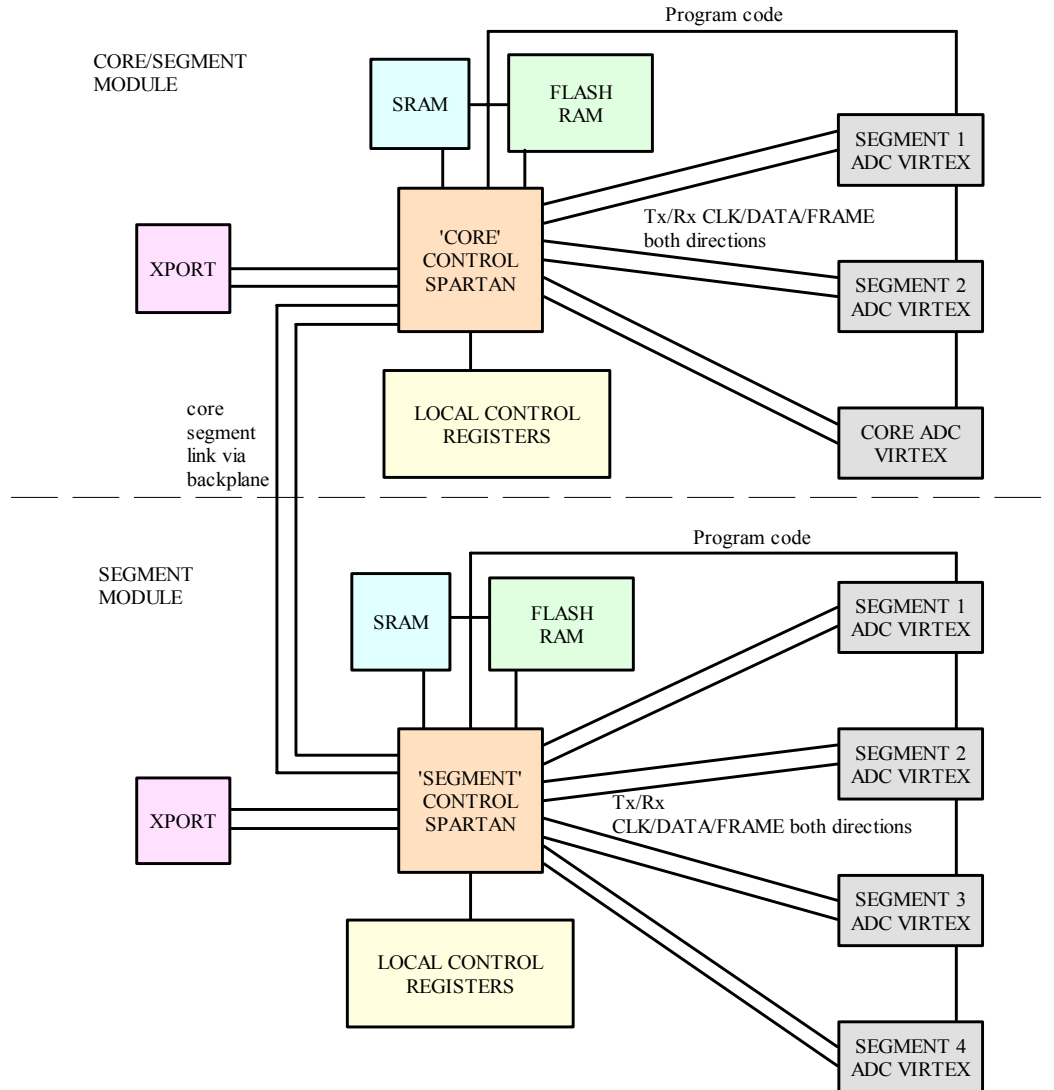 Program code
CORE/SEGMENT
MODULE
SRAM
FLASH
RAM
SEGMENT 1
ADC VIRTEX
Tx/Rx CLK/DATA/FRAME
both directions
'CORE'
CONTROL
SPARTAN
XPORT
SEGMENT 2
ADC VIRTEX
LOCAL CONTROL
REGISTERS
CORE ADC
VIRTEX
core
segment
link via
backplane
Program code
SEGMENT
MODULE
SRAM
FLASH
RAM
SEGMENT 1
ADC VIRTEX
'SEGMENT'
CONTROL
SPARTAN
XPORT
SEGMENT 2
ADC VIRTEX
Tx/Rx
CLK/DATA/FRAME both directions
SEGMENT 3
ADC VIRTEX
LOCAL CONTROL
REGISTERS
SEGMENT 4
ADC VIRTEX